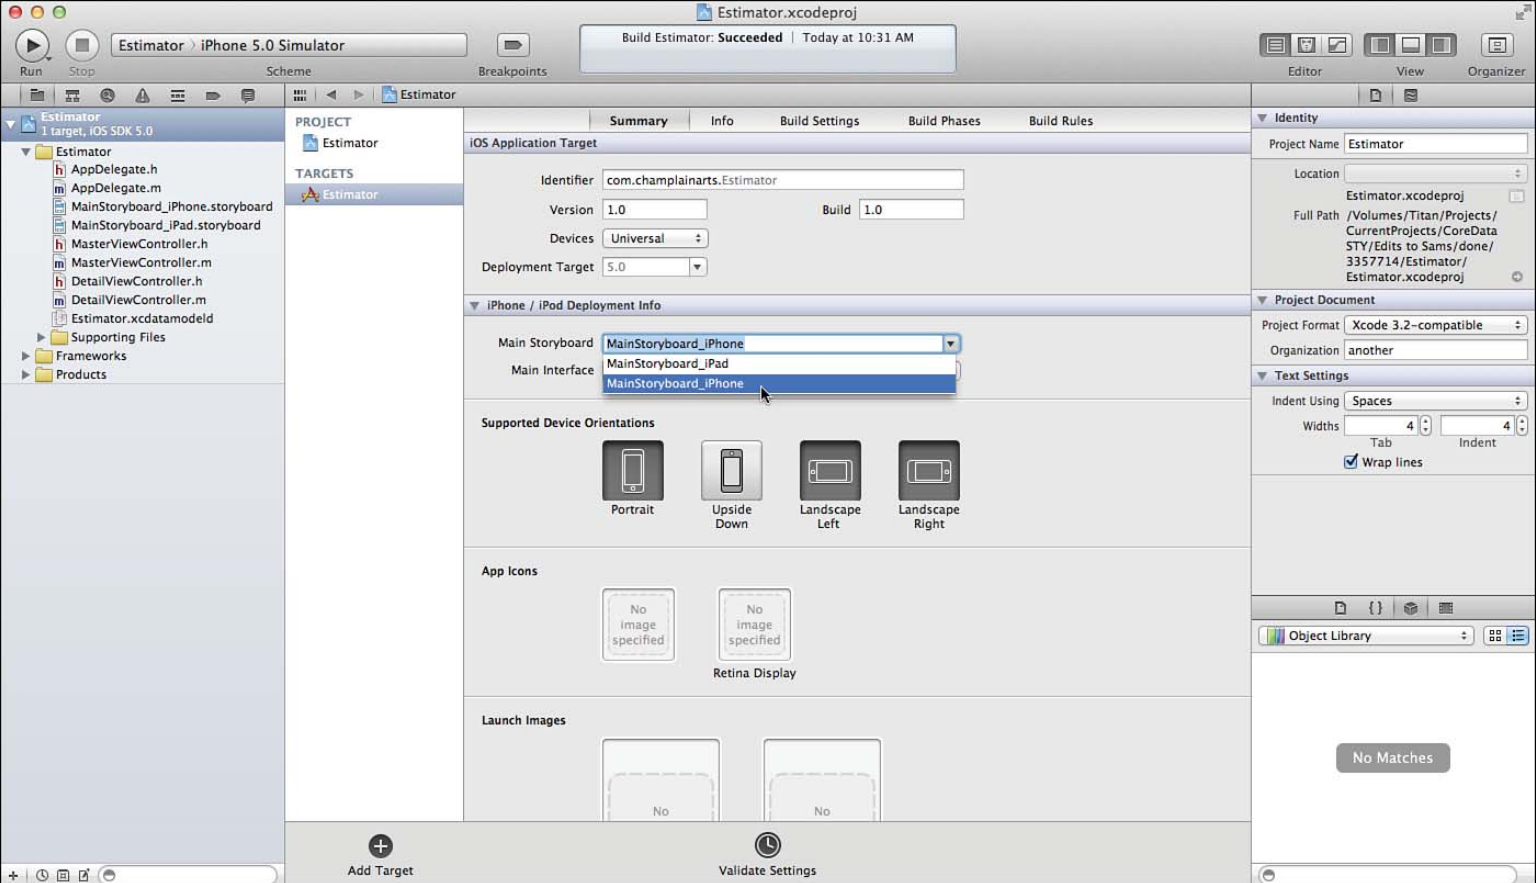 Estimator.xcodeproj
Estimator 〉 iPhone 5.0 Simulator
Build Estimator: Succeeded | Today at 10:31 AM
Run
Stop
Scheme
Breakpoints
Editor
View
Organizer
Estimator
Estimator
1 target, iOS SDK 5.0
Estimator
AppDelegate.h
AppDelegate.m
MainStoryboard_iPhone.storyboard
MainStoryboard_iPad.storyboard
MasterViewController.h
MasterViewController.m
DetailViewController.h
DetailViewController.m
Estimator.xcdatamodeld
Supporting Files
Frameworks
Products
PROJECT
Estimator
TARGETS
Estimator
Summary Info Build Settings Build Phases Build Rules
iOS Application Target
Identifier com.champlainarts.Estimator
Version 1.0 Build 1.0
Devices Universal
Deployment Target 5.0
iPhone / iPod Deployment Info
Main Storyboard MainStoryboard_iPhone
MainStoryboard_iPad
Main Interface
MainStoryboard_iPhone
Supported Device Orientations
Portrait
Upside Down
Landscape Left
Landscape Right
App Icons
No image specified
No image specified
Retina Display
Launch Images
No
No
Add Target
Validate Settings
Identity
Project Name Estimator
Location
Estimator.xcodeproj
Full Path /Volumes/Titan/Projects/
CurrentProjects/CoreData
STY/Edits to Sams/done/
3357714/Estimator/
Estimator.xcodeproj
Project Document
Project Format Xcode 3.2-compatible
Organization another
Text Settings
Indent Using Spaces
Widths 4 4
Tab Indent
Wrap lines
{ }
Object Library
No Matches